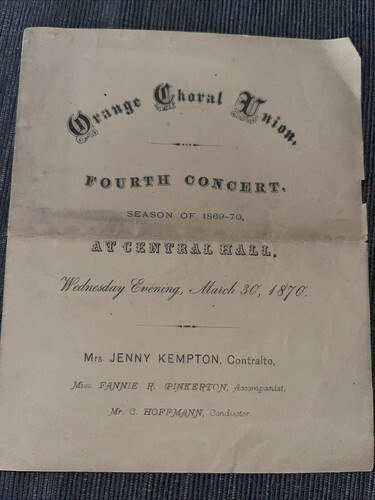 Orange Choral Union.
FOURTH CONCERT.
SEASON OF 1869-70,
AT CENTRAL HALL,
Wednesday Evening, March 30, 1870.
Mrs. JENNY KEMPTON, Contralto,
Miss FANNIE R. PINKERTON, Accompanist,
Mr. C. HOFFMANN, Conductor.